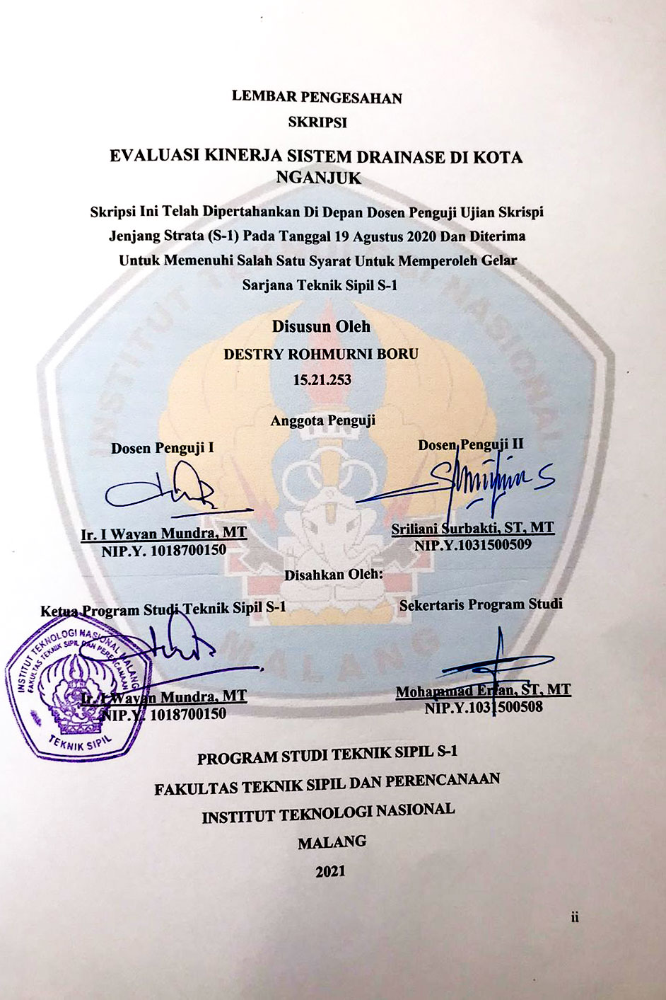 LEMBAR PENGESAHAN
SKRIPSI
EVALUASI KINERJA SISTEM DRAINASE DI KOTA
NGANJUK
Skripsi Ini Telah Dipertahankan Di Depan Dosen Penguji Ujian Skrispi
Jenjang Strata (S-1) Pada Tanggal 19 Agustus 2020 Dan Diterima
Untuk Memenuhi Salah Satu Syarat Untuk Memperoleh Gelar
Sarjana Teknik Sipil S-1
Disusun Oleh
DESTRY ROHMURNI BORU
15.21.253
Anggota Penguji
Dosen Penguji I
Dosen Penguji II
Ir. I Wayan Mundra, MT
NIP.Y. 1018700150
Sriliani Surbakti, ST, MT
NIP.Y.1031500509
Disahkan Oleh:
Ketua Program Studi Teknik Sipil S-1
Sekertaris Program Studi
Ir. I Wayan Mundra, MT
NIP.Y. 1018700150
Mohammad Erfan, ST, MT
NIP.Y.1031500508
INSTITUT TEKNOLOGI NASIONAL MALANG
FAKULTAS TEKNIK SIPIL DAN PERENCANAAN
TEKNIK SIPIL
INSTITUT TEKNOLOGI NASIONAL
ITN
MALANG
PROGRAM STUDI TEKNIK SIPIL S-1
FAKULTAS TEKNIK SIPIL DAN PERENCANAAN
INSTITUT TEKNOLOGI NASIONAL
MALANG
2021
ii